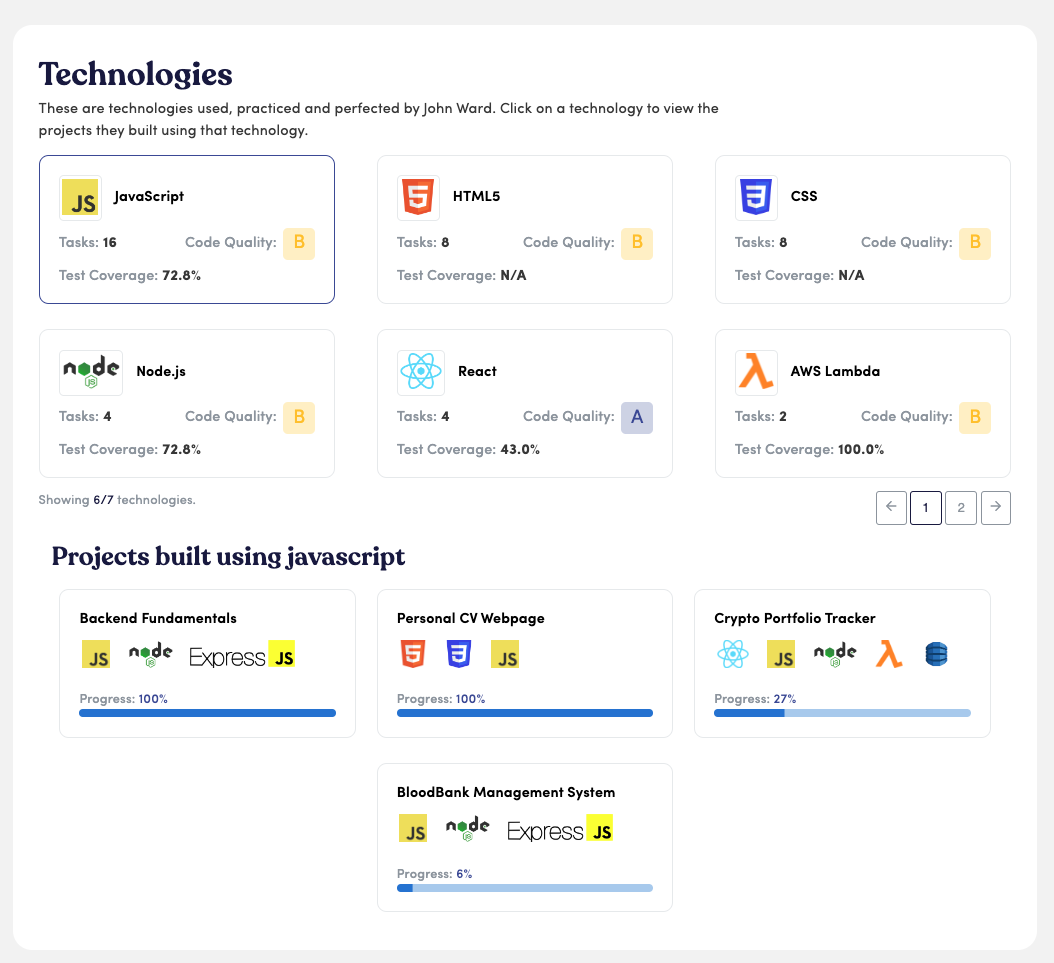 Technologies
These are technologies used, practiced and perfected by John Ward. Click on a technology to view the
projects they built using that technology.
JS JavaScript
Tasks: 16 Code Quality: B
Test Coverage: 72.8%
5 HTML5
Tasks: 8 Code Quality: B
Test Coverage: N/A
3 CSS
Tasks: 8 Code Quality: B
Test Coverage: N/A
node JS Node.js
Tasks: 4 Code Quality: B
Test Coverage: 72.8%
React
Tasks: 4 Code Quality: A
Test Coverage: 43.0%
AWS Lambda
Tasks: 2 Code Quality: B
Test Coverage: 100.0%
Showing 6/7 technologies.
← 1 2 →
Projects built using javascript
Backend Fundamentals
JS node JS Express JS
Progress: 100%
Personal CV Webpage
5 3 JS
Progress: 100%
Crypto Portfolio Tracker
JS node JS
Progress: 27%
BloodBank Management System
JS node JS Express JS
Progress: 6%